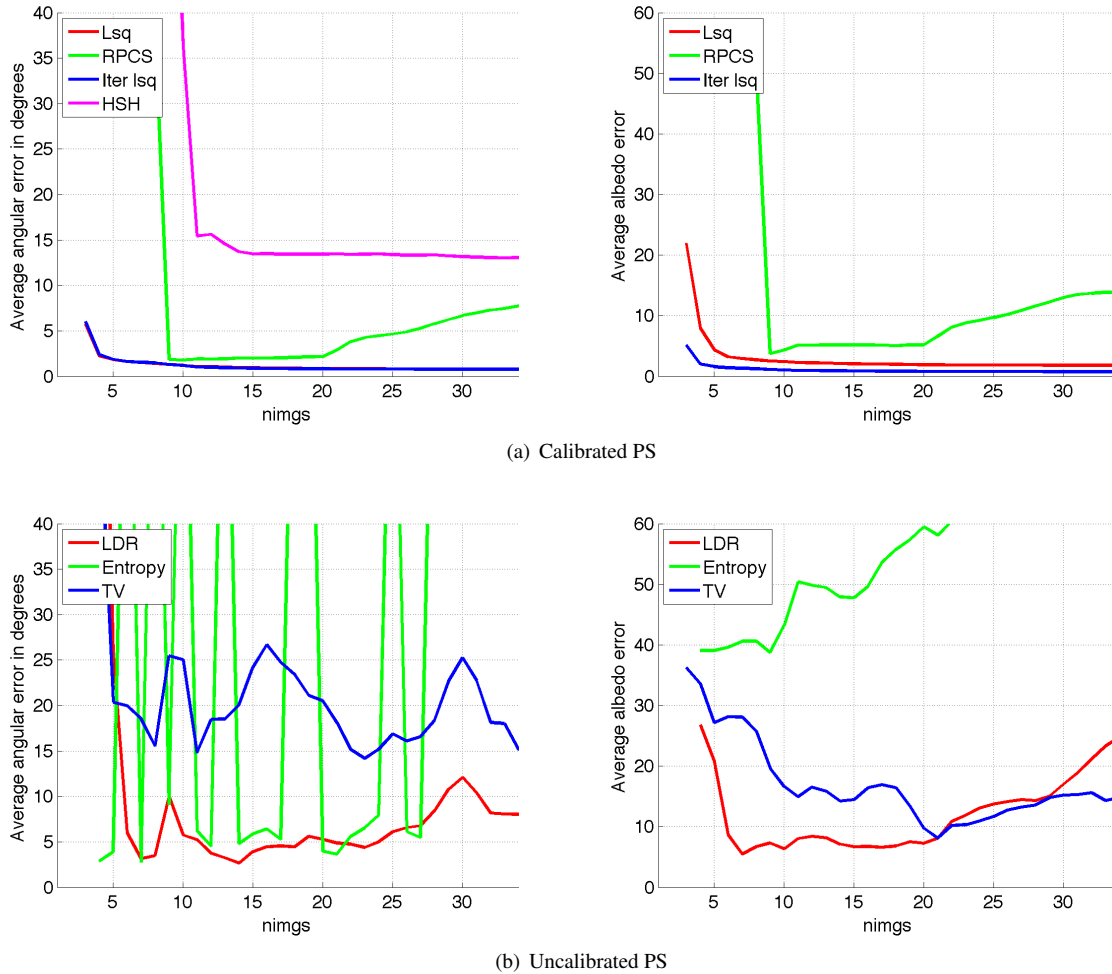 40
35
30
25
20
15
10
5
0
Average angular error in degrees
Lsq
RPCS
Iter lsq
HSH
5 10 15 20 25 30
nimgs
60
50
40
30
20
10
0
Average albedo error
Lsq
RPCS
Iter lsq
5 10 15 20 25 30
nimgs
(a) Calibrated PS
40
35
30
25
20
15
10
5
0
Average angular error in degrees
LDR
Entropy
TV
5 10 15 20 25 30
nimgs
60
50
40
30
20
10
0
Average albedo error
LDR
Entropy
TV
5 10 15 20 25 30
nimgs
(b) Uncalibrated PS